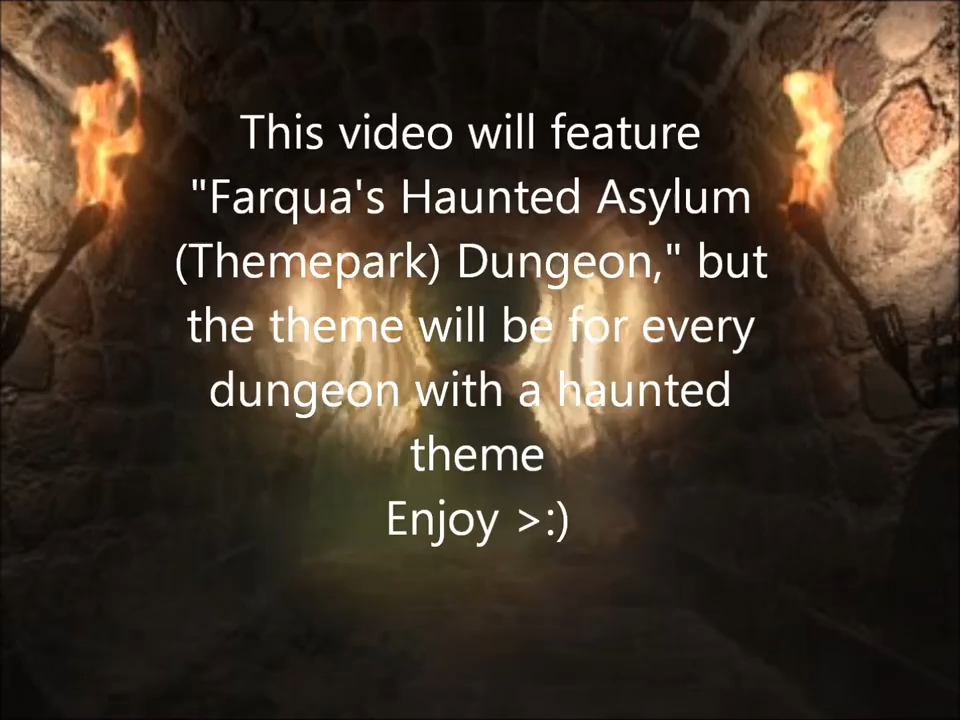 This video will feature
"Farqua's Haunted Asylum
(Themepark) Dungeon," but
the theme will be for every
dungeon with a haunted
theme
Enjoy >:)